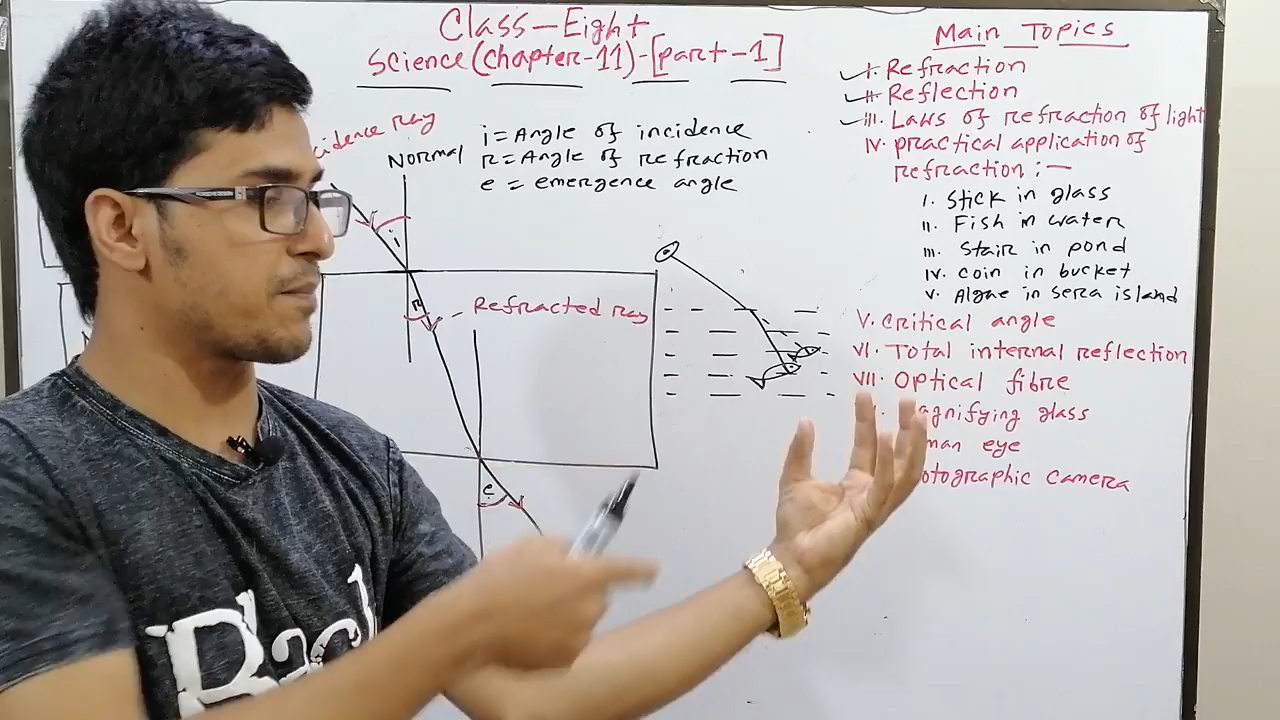 Class-Eight
Science (chapter-11)-[part-1]
Main Topics
I. Refraction
II. Reflection
III. Laws of refraction of light
IV. practical application of
refraction :-
I. Stick in glass
II. Fish in water
III. Stair in pond
IV. coin in bucket
V. Algae in sera island
V. Critical angle
VI. Total internal reflection
VII. Optical fibre
agnifying glass
man eye
otographic camera
cidence Ray
Normal
i = Angle of incidence
r = Angle of refraction
e = emergence angle
i
r
Refracted ray
e